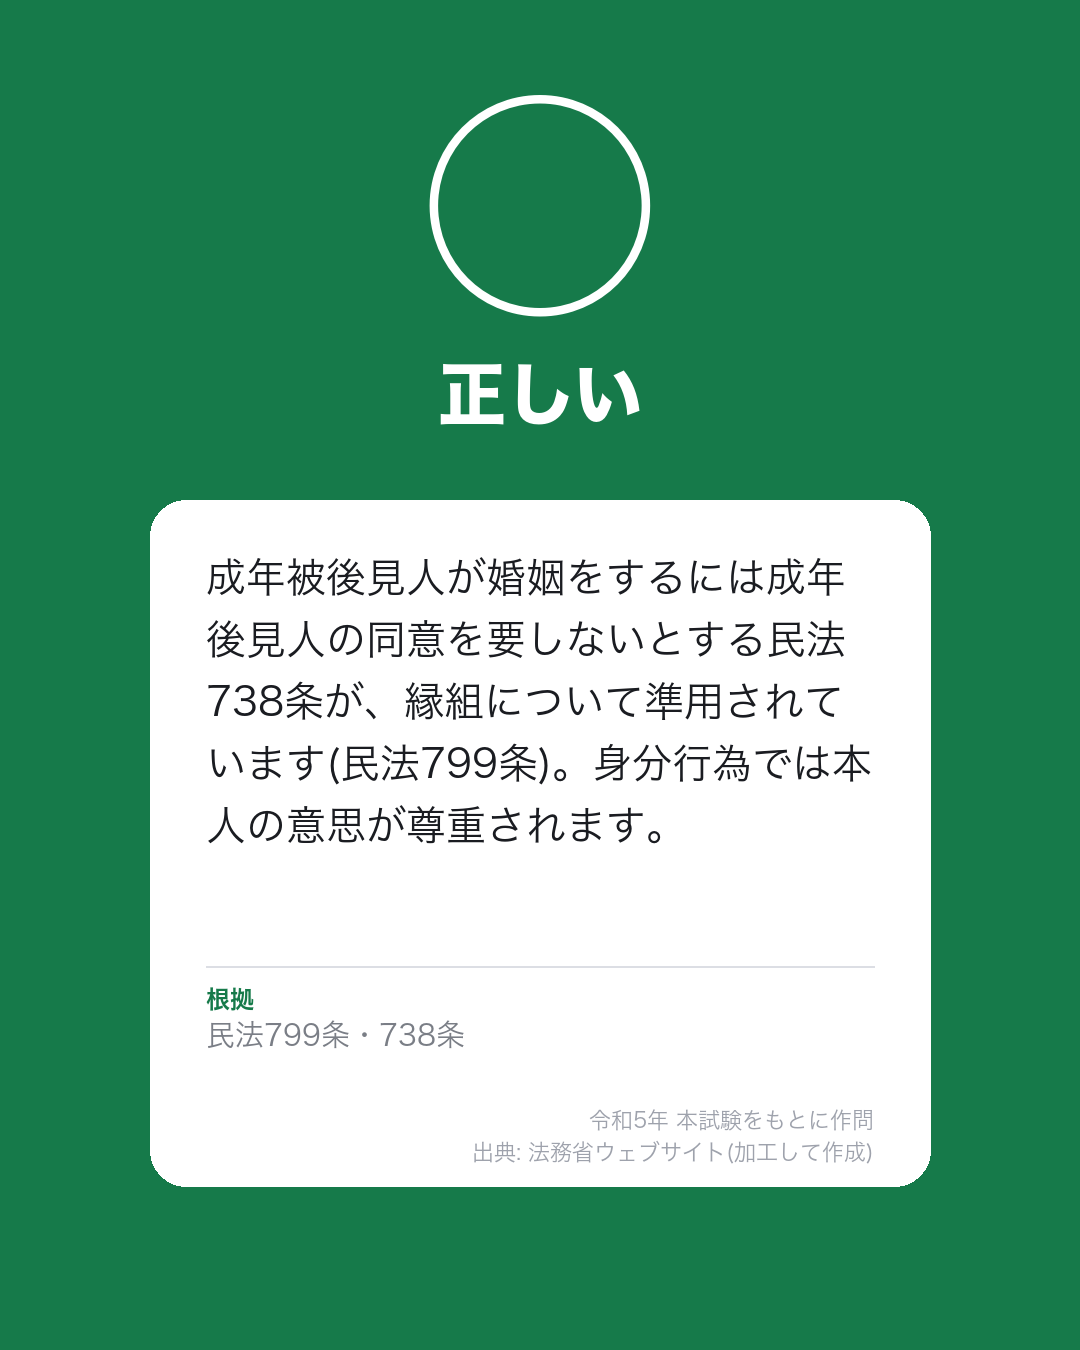 正しい
成年被後見人が婚姻をするには成年
後見人の同意を要しないとする民法
738条が、縁組について準用されて
います(民法799条)。身分行為では本
人の意思が尊重されます。
根拠
民法799条・738条
令和5年 本試験をもとに作問
出典: 法務省ウェブサイト(加工して作成)